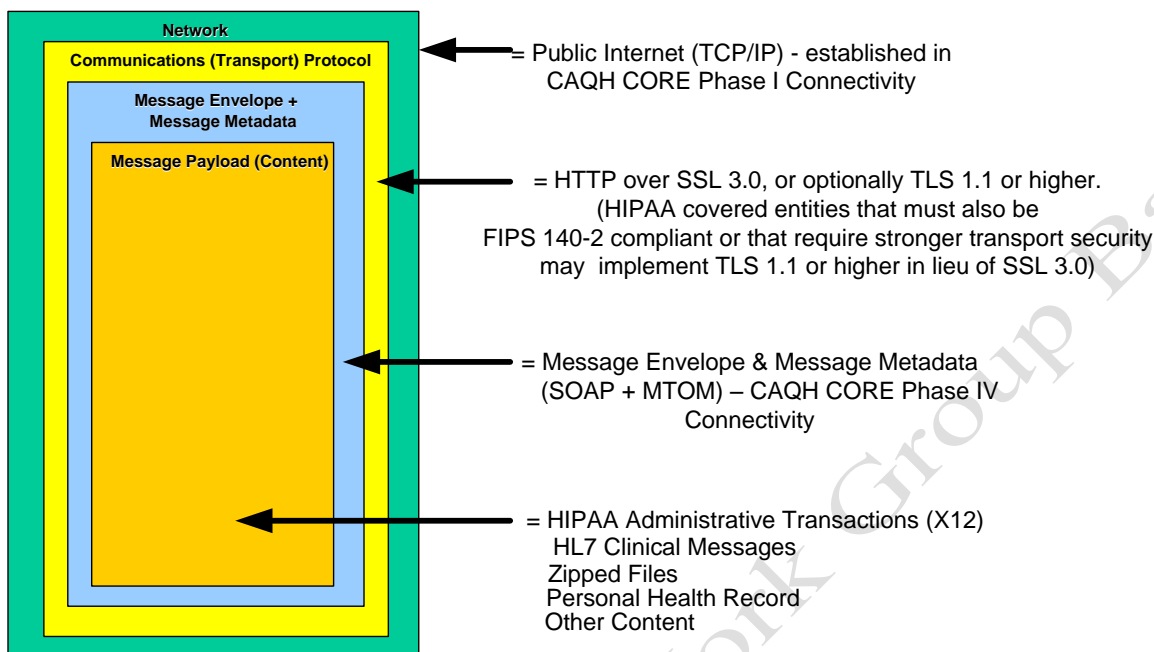 Network
Communications (Transport) Protocol
Message Envelope +
Message Metadata
Message Payload (Content)
= Public Internet (TCP/IP) - established in
CAQH CORE Phase I Connectivity
= HTTP over SSL 3.0, or optionally TLS 1.1 or higher.
(HIPAA covered entities that must also be
FIPS 140-2 compliant or that require stronger transport security
may implement TLS 1.1 or higher in lieu of SSL 3.0)
= Message Envelope & Message Metadata
(SOAP + MTOM) – CAQH CORE Phase IV
Connectivity
= HIPAA Administrative Transactions (X12)
HL7 Clinical Messages
Zipped Files
Personal Health Record
Other Content
Group